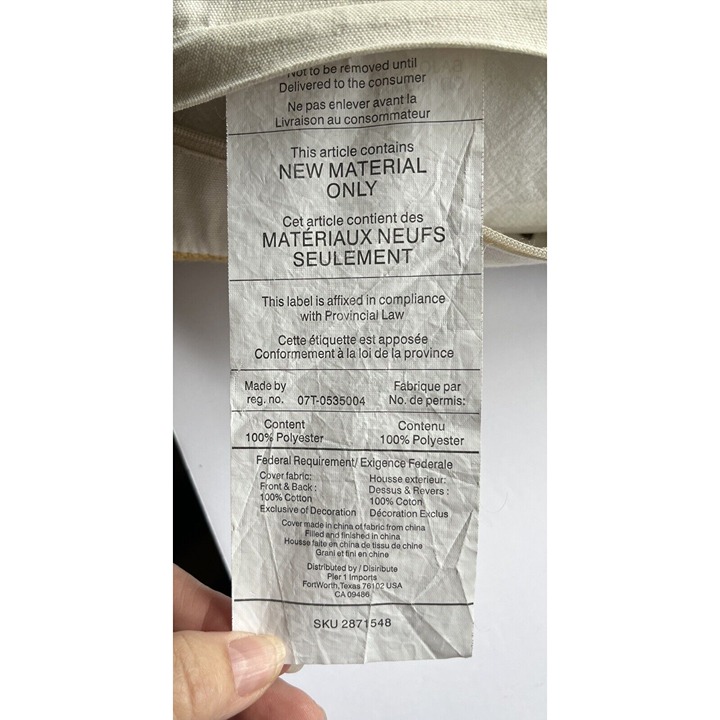 Not to be removed until
Delivered to the consumer
Ne pas enlever avant la
Livraison au consommateur
This article contains
NEW MATERIAL
ONLY
Cet article contient des
MATÉRIAUX NEUFS
SEULEMENT
This label is affixed in compliance
with Provincial Law
Cette étiquette est apposée
Conformement à la loi de la province
Made by Fabrique par
reg. no. 07T-0535004 No. de permis:
Content Contenu
100% Polyester 100% Polyester
Federal Requirement/ Exigence Federale
Cover fabric: Housse exterieur:
Front & Back : Dessus & Revers :
100% Cotton 100% Coton
Exclusive of Decoration Décoration Exclus
Cover made in china of fabric from china
Filled and finished in china
Housse faite en china de tissu de chine
Grani et fini en chine
Distributed by / Disiribute
Pier 1 Imports
FortWorth,Texas 76102 USA
CA 09486
SKU 2871548